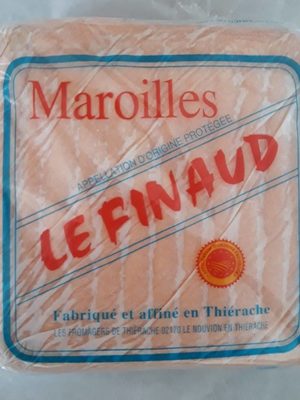 Maroilles
APPELLATION D'ORIGINE PROTÉGÉE
LE FINAUD
Fabriqué et affiné en Thiérache
LES FROMAGERS DE THIÉRACHE 02170 LE NOUVION EN THIÉRACHE